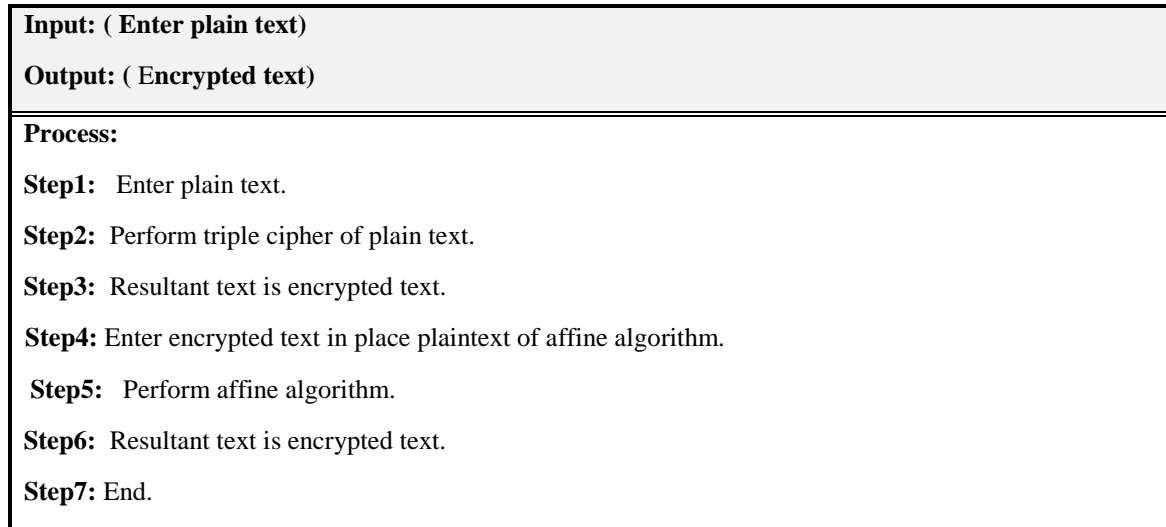 Input: ( Enter plain text)
Output: ( Encrypted text)
Process:
Step1: Enter plain text.
Step2: Perform triple cipher of plain text.
Step3: Resultant text is encrypted text.
Step4: Enter encrypted text in place plaintext of affine algorithm.
Step5: Perform affine algorithm.
Step6: Resultant text is encrypted text.
Step7: End.